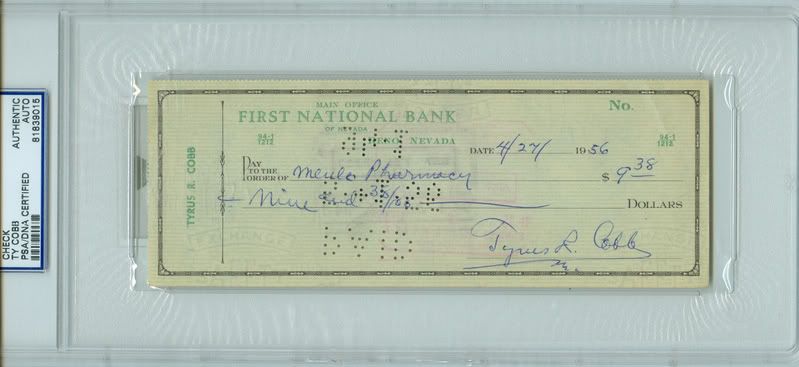 CHECK
TY COBB
PSA/DNA CERTIFIED
AUTHENTIC
AUTO
81839015
TYRUS R. COBB
MAIN OFFICE
FIRST NATIONAL BANK
OF NEVADA
RENO, NEVADA
No.
94-1
1212
94-1
1212
DATE 4/27/ 1956
PAY TO THE ORDER OF Menlo Pharmacy $ 9 38
Nine and 38/100 DOLLARS
Tyrus R. Cobb
EXCHANGE